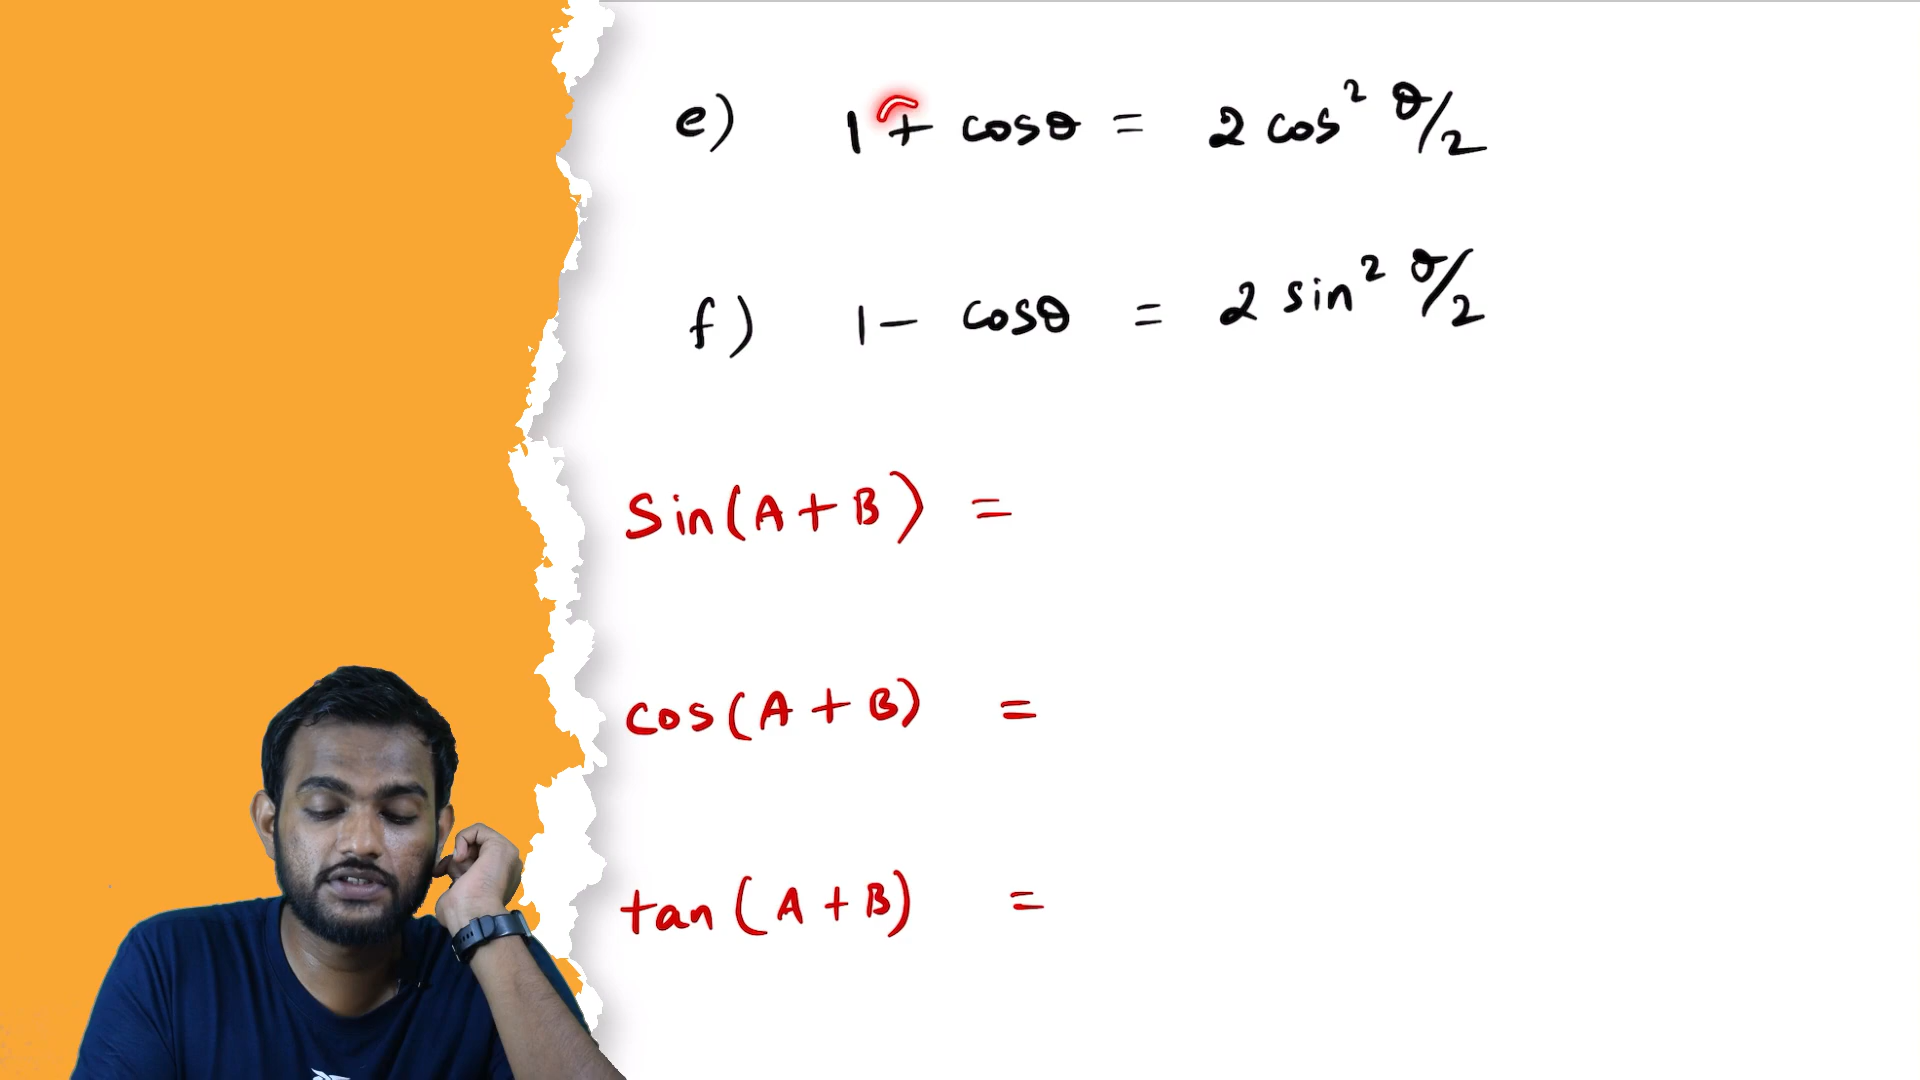 e) 1 + cosθ = 2 cos² θ/2
f) 1 - cosθ = 2 sin² θ/2
Sin(A + B) =
cos(A + B) =
tan(A + B) =